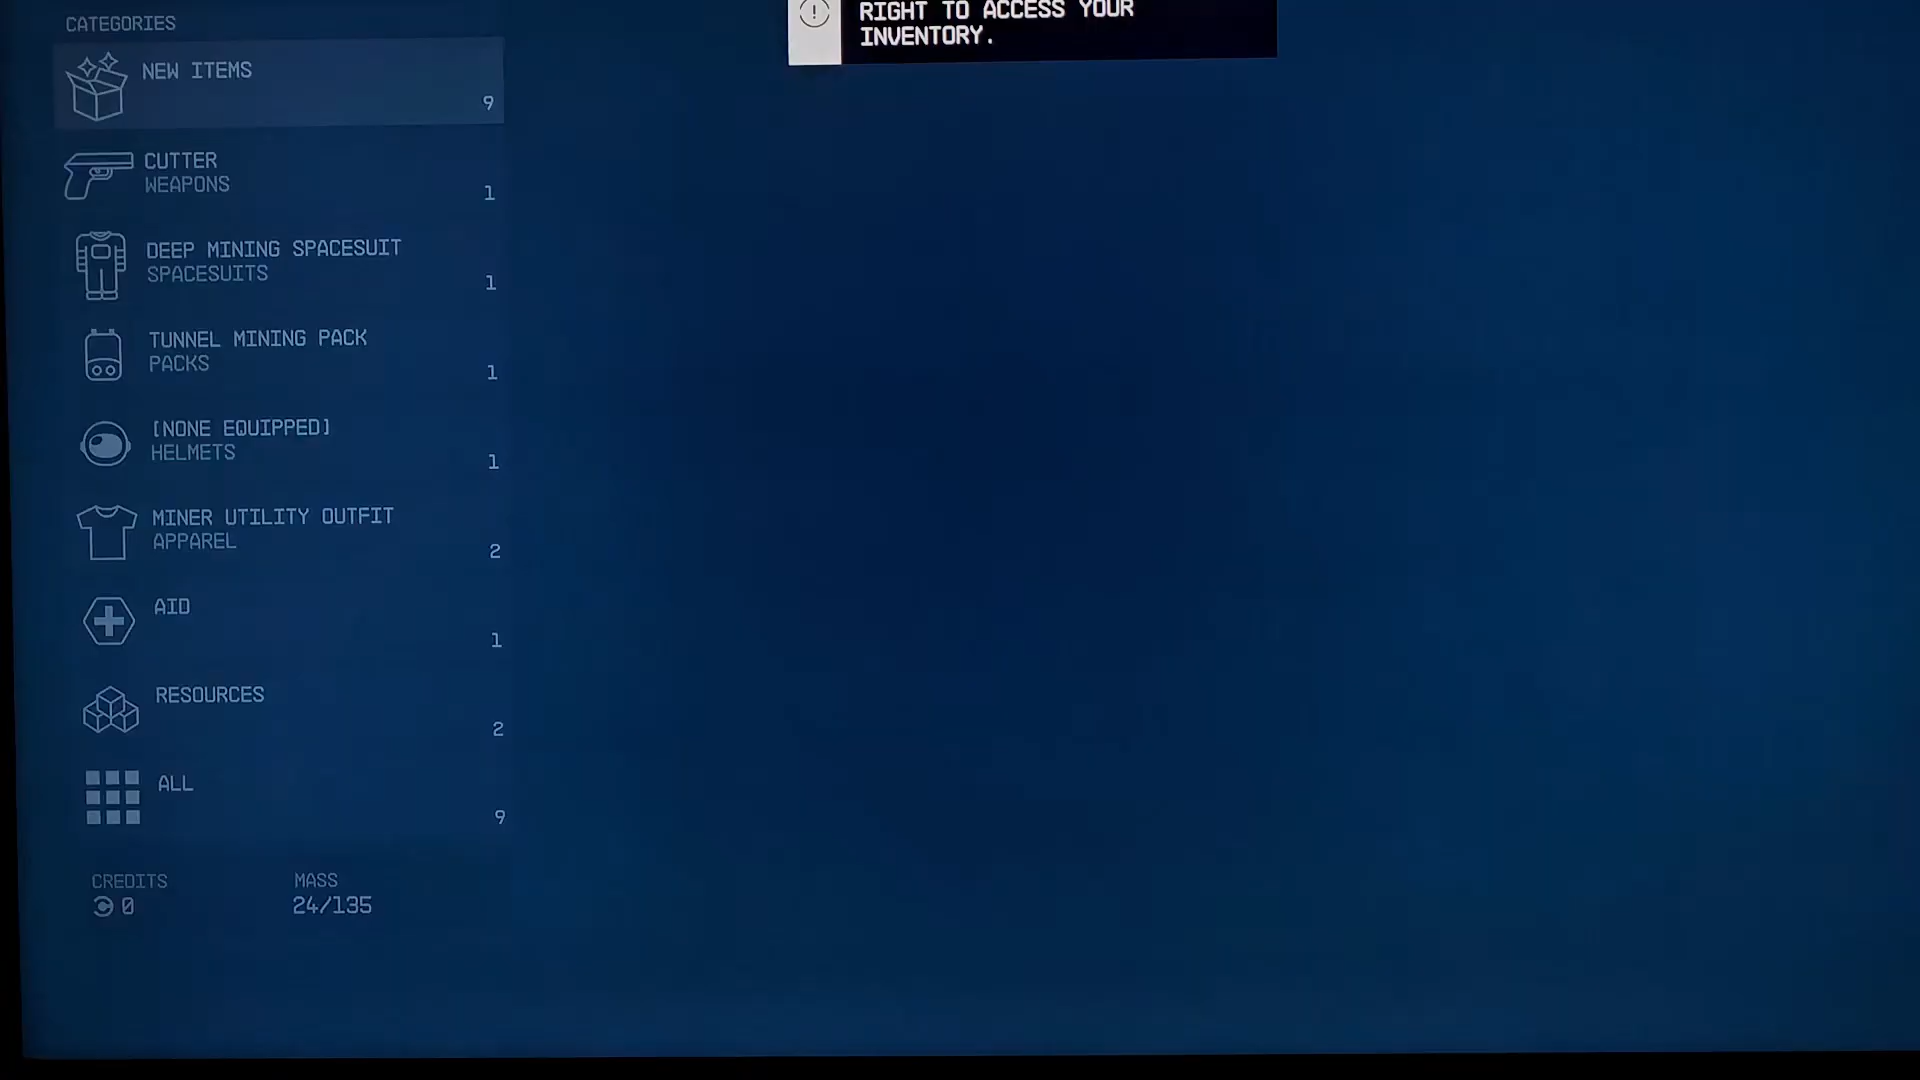 CATEGORIES
RIGHT TO ACCESS YOUR
INVENTORY.
NEW ITEMS
9
CUTTER
WEAPONS
1
DEEP MINING SPACESUIT
SPACESUITS
1
TUNNEL MINING PACK
PACKS
1
[NONE EQUIPPED]
HELMETS
1
MINER UTILITY OUTFIT
APPAREL
2
AID
1
RESOURCES
2
ALL
9
CREDITS
0
MASS
24/135